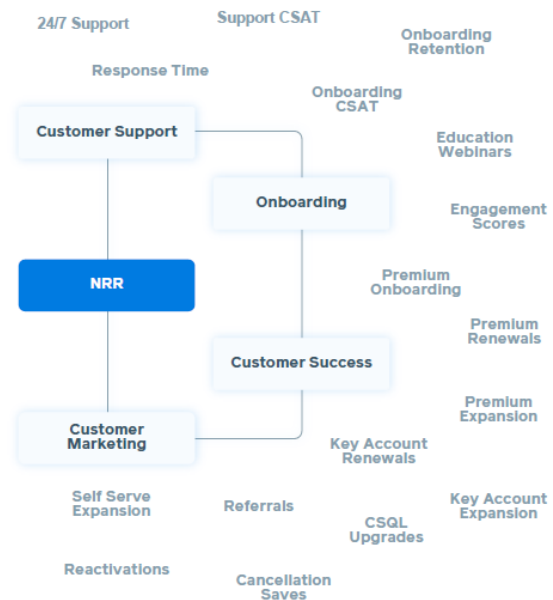 24/7 Support
Support CSAT
Onboarding
Retention
Response Time
Onboarding
CSAT
Customer Support
Education
Webinars
Onboarding
Engagement
Scores
NRR
Premium
Onboarding
Premium
Renewals
Customer Success
Premium
Expansion
Customer
Marketing
Key Account
Renewals
Self Serve
Expansion
Referrals
Key Account
Expansion
CSQL
Upgrades
Reactivations
Cancellation
Saves